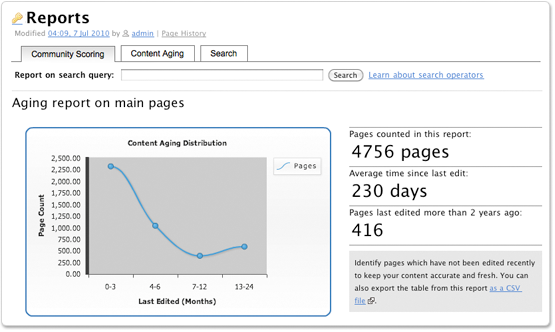 Reports
Modified 04:09, 7 Jul 2010 by admin | Page History
Community Scoring Content Aging Search
Report on search query: Search Learn about search operators
Aging report on main pages
Content Aging Distribution
2,500.00
2,250.00
2,000.00
1,750.00
1,500.00
1,250.00
1,000.00
750.00
500.00
250.00
0.00
Page Count
0-3 4-6 7-12 13-24
Last Edited (Months)
Pages
Pages counted in this report:
4756 pages
Average time since last edit:
230 days
Pages last edited more than 2 years ago:
416
Identify pages which have not been edited recently
to keep your content accurate and fresh. You can
also export the table from this report as a CSV
file.